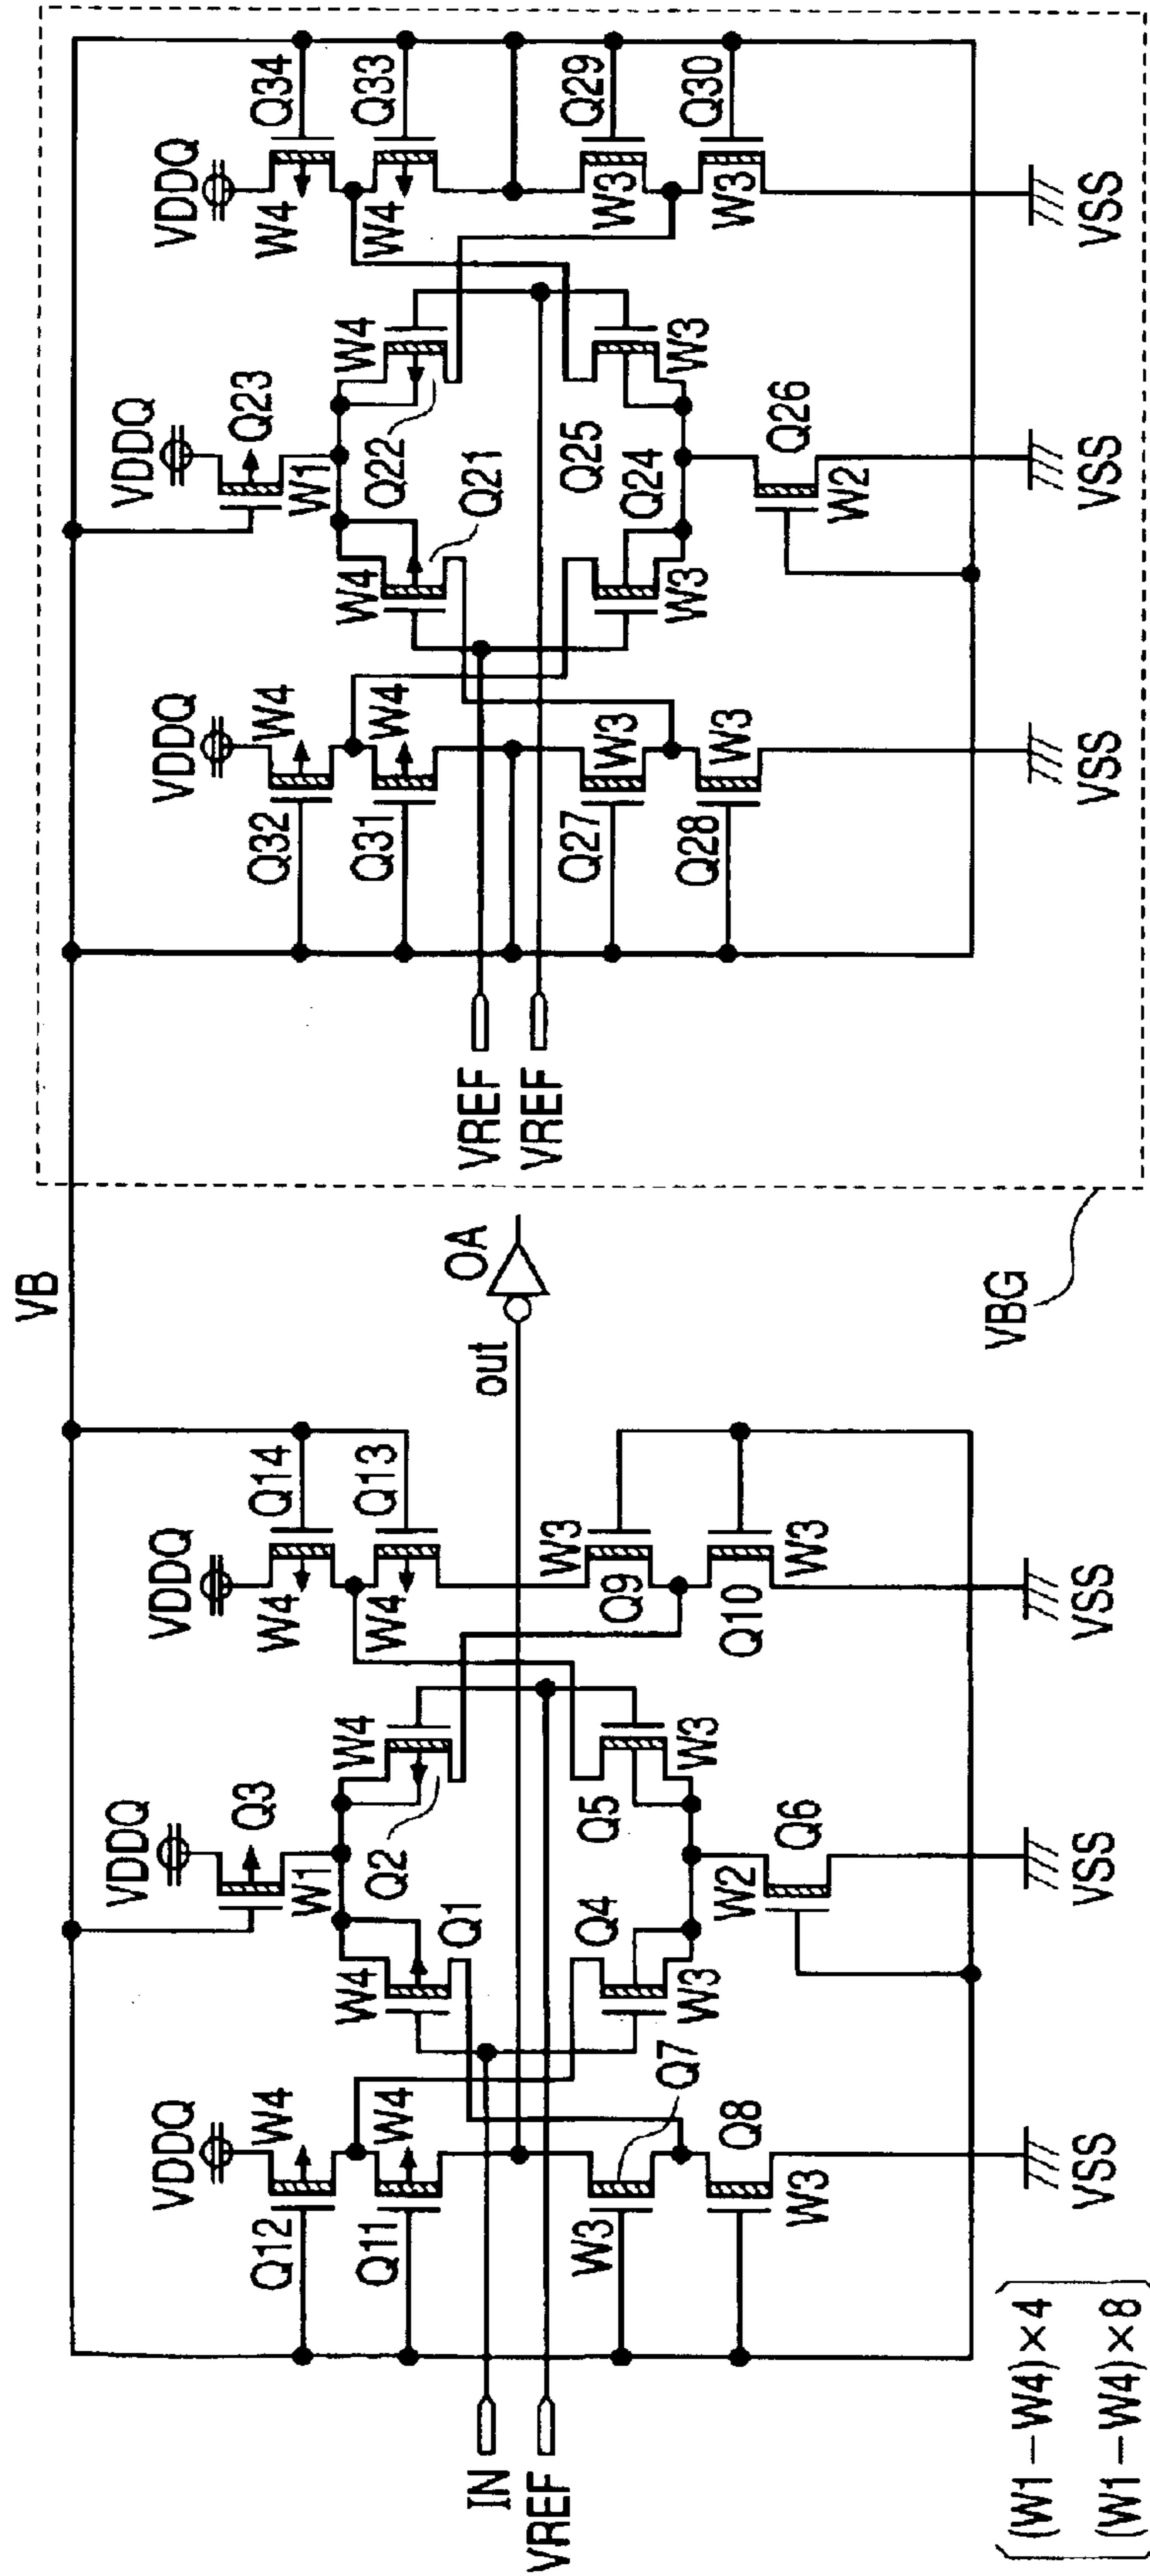 VB
VDDQ
VDDQ
VDDQ
Q12
W4
Q3
W1
Q14
W4
Q11
W4
W4
Q1
Q2
W4
Q13
W4
IN
VREF
out
OA
W3
Q7
Q4
W3
Q5
W3
W3
Q9
Q8
W3
W2
Q6
Q10
W3
VSS
VSS
VSS
(W1–W4)×4
(W1–W4)×8
VBG
VDDQ
VDDQ
VDDQ
Q32
W4
Q23
W1
Q34
W4
Q31
W4
W4
Q21
Q22
W4
Q33
W4
VREF
VREF
Q27
W3
Q24
W3
Q25
W3
W3
Q29
Q28
W3
W2
Q26
W3
Q30
VSS
VSS
VSS